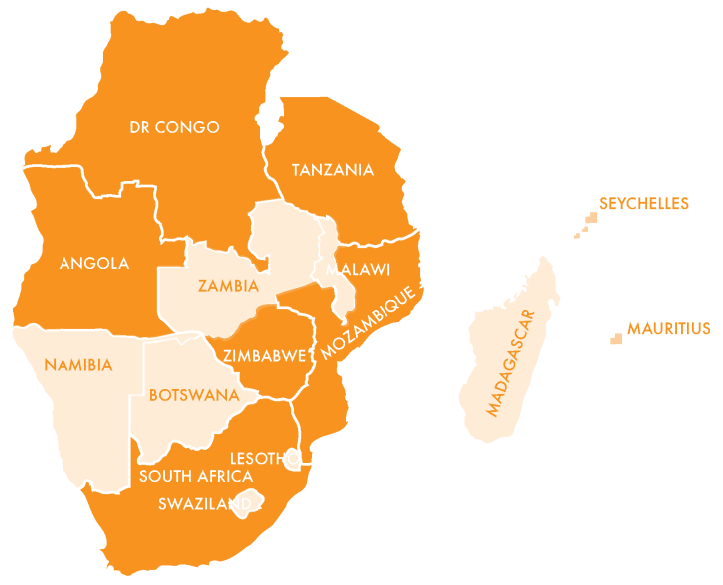 DR CONGO
TANZANIA
SEYCHELLES
ANGOLA
MALAWI
ZAMBIA
MOZAMBIQUE
MAURITIUS
ZIMBABWE
MADAGASCAR
NAMIBIA
BOTSWANA
LESOTHO
SOUTH AFRICA
SWAZILAND